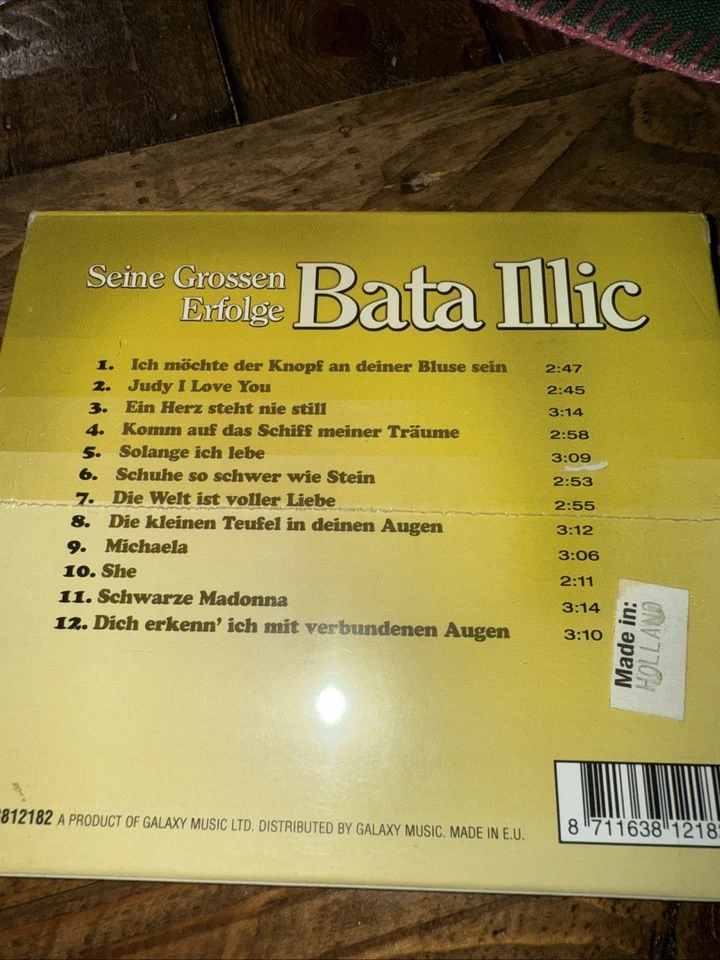 Seine Grossen
Erfolge
Bata Illic
1. Ich möchte der Knopf an deiner Bluse sein 2:47
2. Judy I Love You 2:45
3. Ein Herz steht nie still 3:14
4. Komm auf das Schiff meiner Träume 2:58
5. Solange ich lebe 3:09
6. Schuhe so schwer wie Stein 2:53
7. Die Welt ist voller Liebe 2:55
8. Die kleinen Teufel in deinen Augen 3:12
9. Michaela 3:06
10. She 2:11
11. Schwarze Madonna 3:14
12. Dich erkenn' ich mit verbundenen Augen 3:10
Made in:
HOLLAND
812182 A PRODUCT OF GALAXY MUSIC LTD. DISTRIBUTED BY GALAXY MUSIC. MADE IN E.U.
8 711638 12182